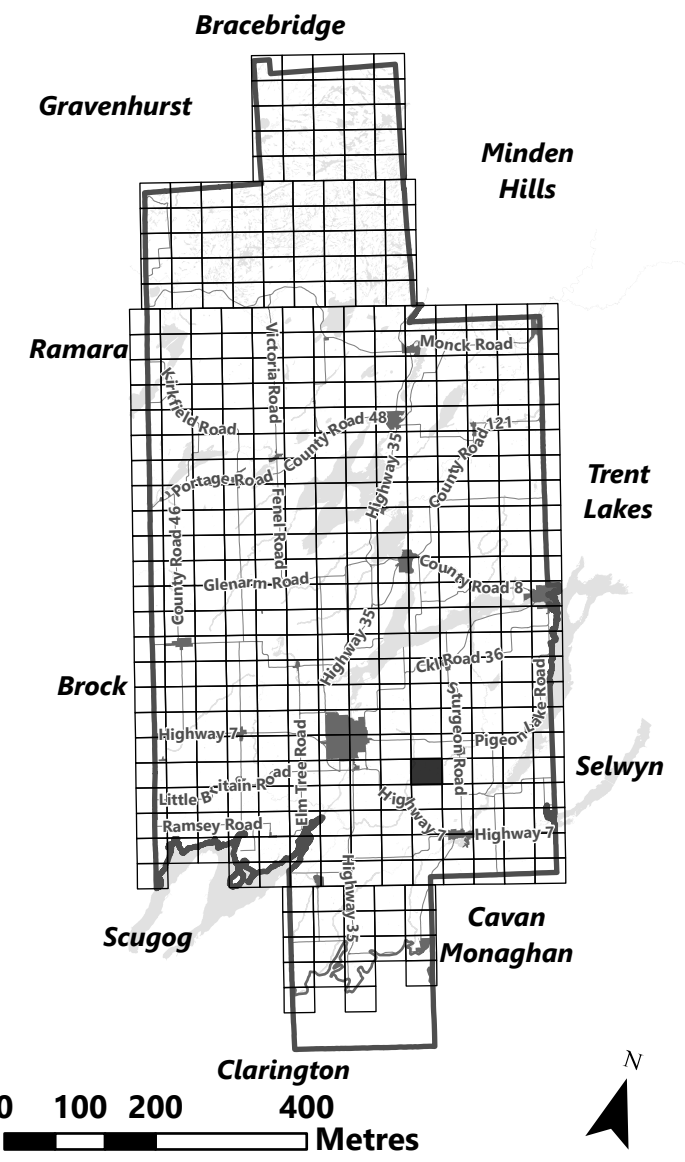 Bracebridge
Gravenhurst
Minden
Hills
Ramara
Monck Road
Victoria Road
Kirkfield Road
County Road 48
County Road 121
Highway 35
Portage Road
Trent
Lakes
Fenel Road
County Road 46
Glenarm Road
County Road 8
Highway 35
Ckl Road 36
Brock
Sturgeon Road
Pigeon Lake Road
Highway 7
Elm Tree Road
Selwyn
Little Britain Road
Highway 7
Ramsey Road
Highway 7
Highway 35
Scugog
Cavan
Monaghan
Clarington
N
0 100 200 400
Metres